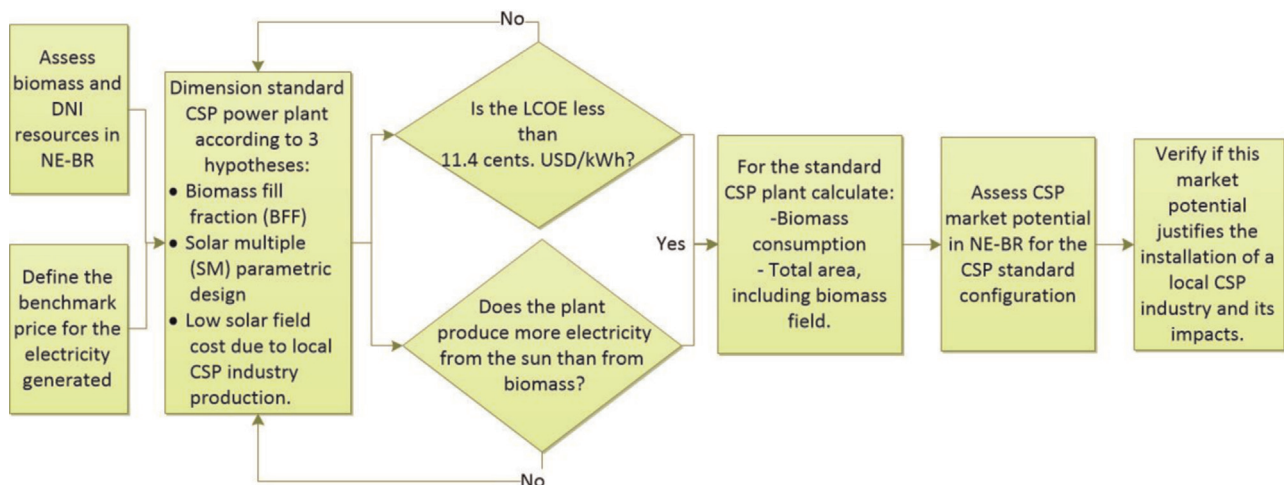 Assess
biomass and
DNI
resources in
NE-BR
Define the
benchmark
price for the
electricity
generated
Dimension standard
CSP power plant
according to 3
hypotheses:
• Biomass fill
fraction (BFF)
• Solar multiple
(SM) parametric
design
• Low solar field
cost due to local
CSP industry
production.
No
Is the LCOE less
than
11.4 cents. USD/kWh?
Does the plant
produce more electricity
from the sun than from
biomass?
No
Yes
For the standard
CSP plant calculate:
-Biomass
consumption
- Total area,
including biomass
field.
Assess CSP
market potential
in NE-BR for the
CSP standard
configuration
Verify if this
market
potential
justifies the
installation of a
local CSP
industry and its
impacts.